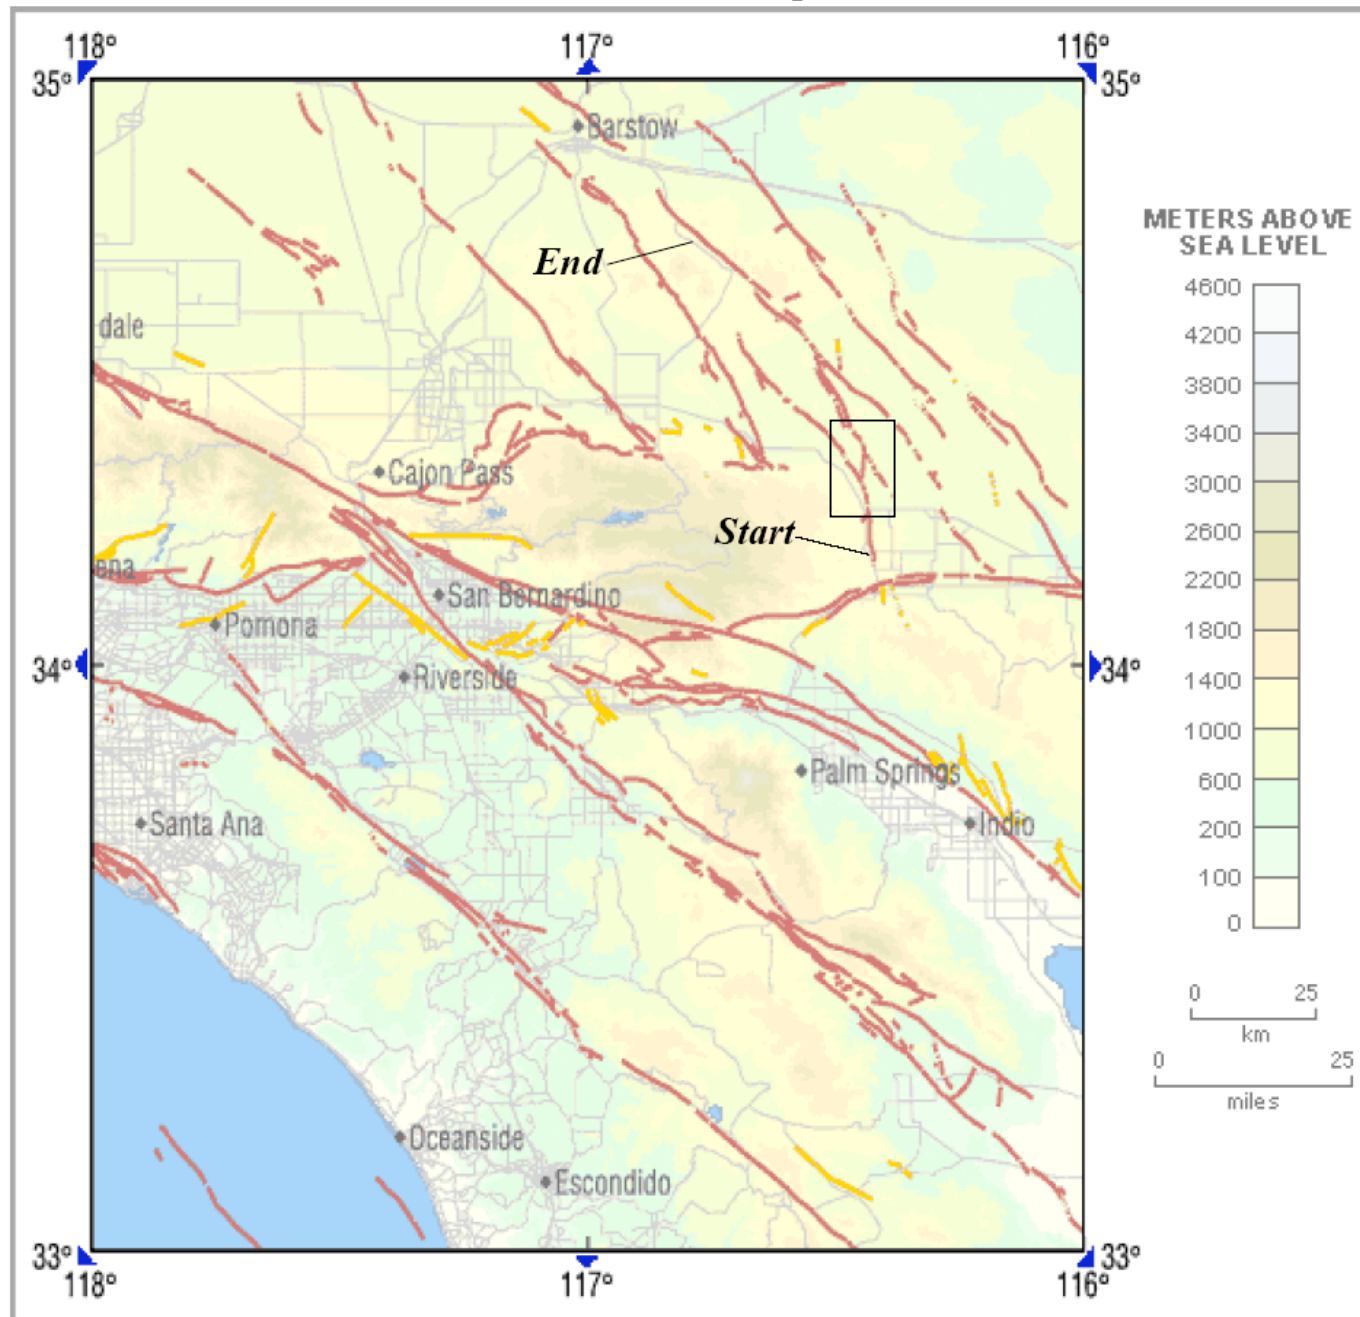 118°
117°
116°
35°
35°
Barstow
METERS ABOVE
SEA LEVEL
End
4600
4200
dale
3800
3400
Cajon Pass
3000
Start
2600
ena
2200
San Bernardino
Pomona
1800
34°
34°
Riverside
1400
1000
Palm Springs
600
Santa Ana
Indio
200
100
0
0 25
km
0 25
miles
Oceanside
Escondido
33°
33°
118°
117°
116°